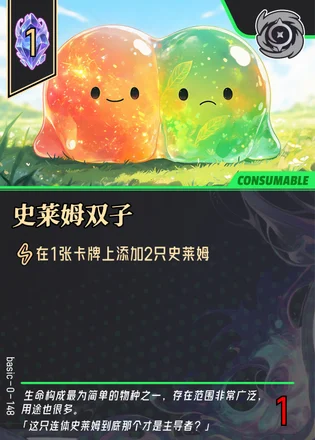 1
CONSUMABLE
史莱姆双子
在1张卡牌上添加2只史莱姆
basic-0-148
生命构成最为简单的物种之一，存在范围非常广泛，
用途也很多。
「这只连体史莱姆到底那个才是主导者？」
1